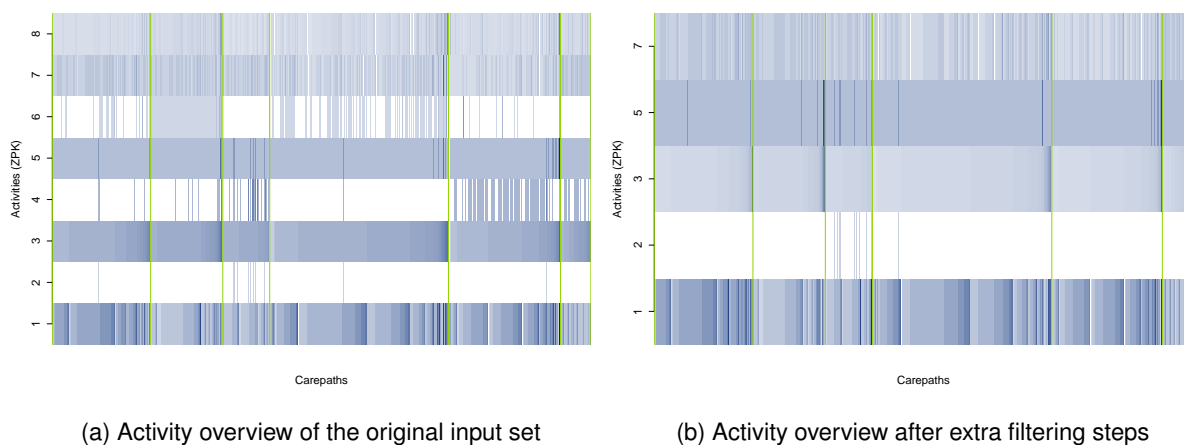 8
7
6
5
4
3
2
1
Activities (ZPK)
Carepaths
(a) Activity overview of the original input set
7
5
3
2
1
Activities (ZPK)
Carepaths
(b) Activity overview after extra filtering steps